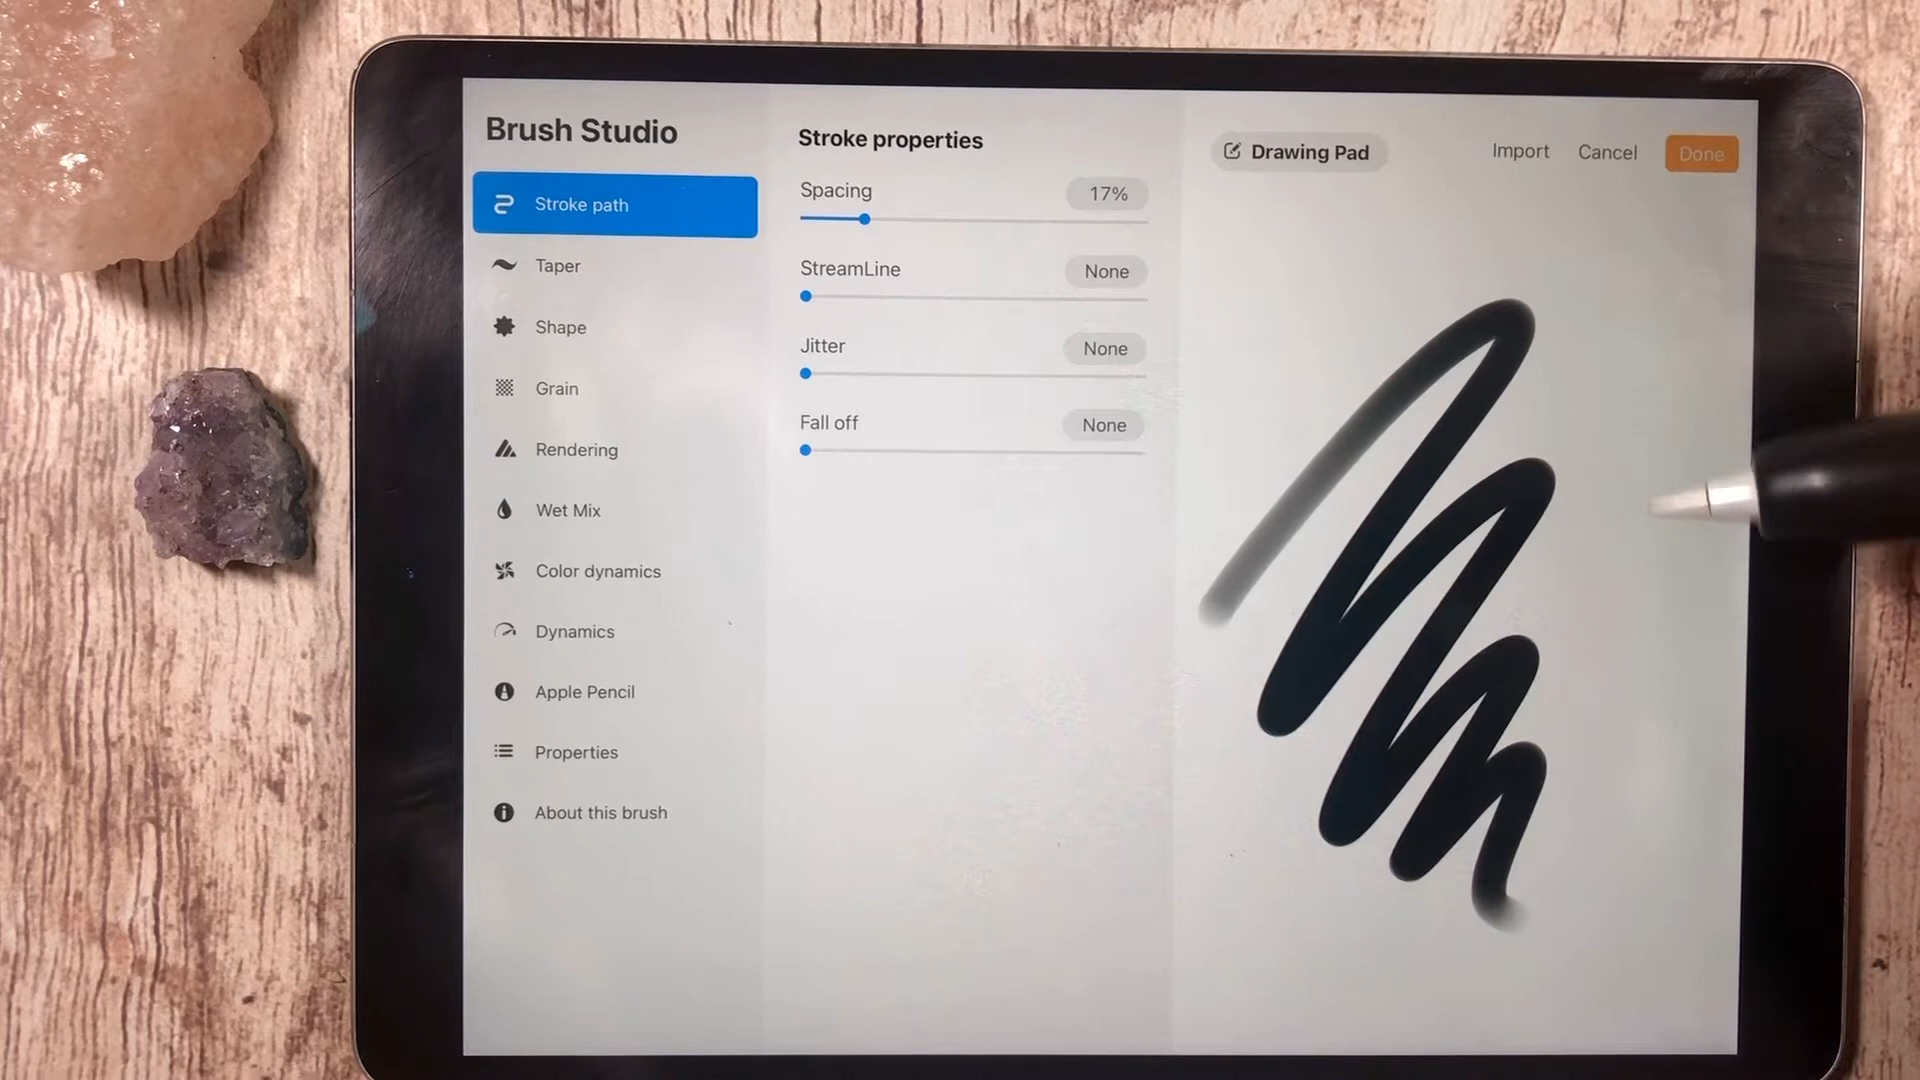 Brush Studio
Stroke path
Taper
Shape
Grain
Rendering
Wet Mix
Color dynamics
Dynamics
Apple Pencil
Properties
About this brush
Stroke properties
Spacing 17%
StreamLine None
Jitter None
Fall off None
Drawing Pad
Import Cancel Done